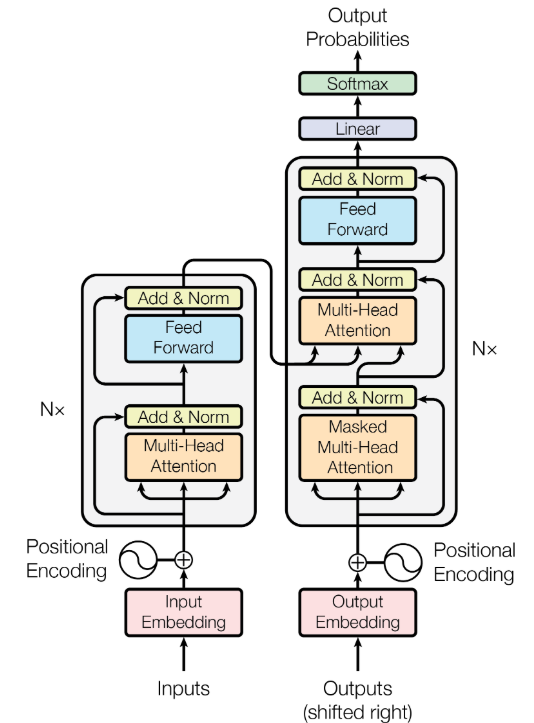 Output
Probabilities
Softmax
Linear
Add & Norm
Feed
Forward
Add & Norm
Multi-Head
Attention
Add & Norm
Masked
Multi-Head
Attention
N×
Add & Norm
Feed
Forward
Add & Norm
Multi-Head
Attention
N×
Positional
Encoding
Positional
Encoding
Input
Embedding
Output
Embedding
Inputs
Outputs
(shifted right)